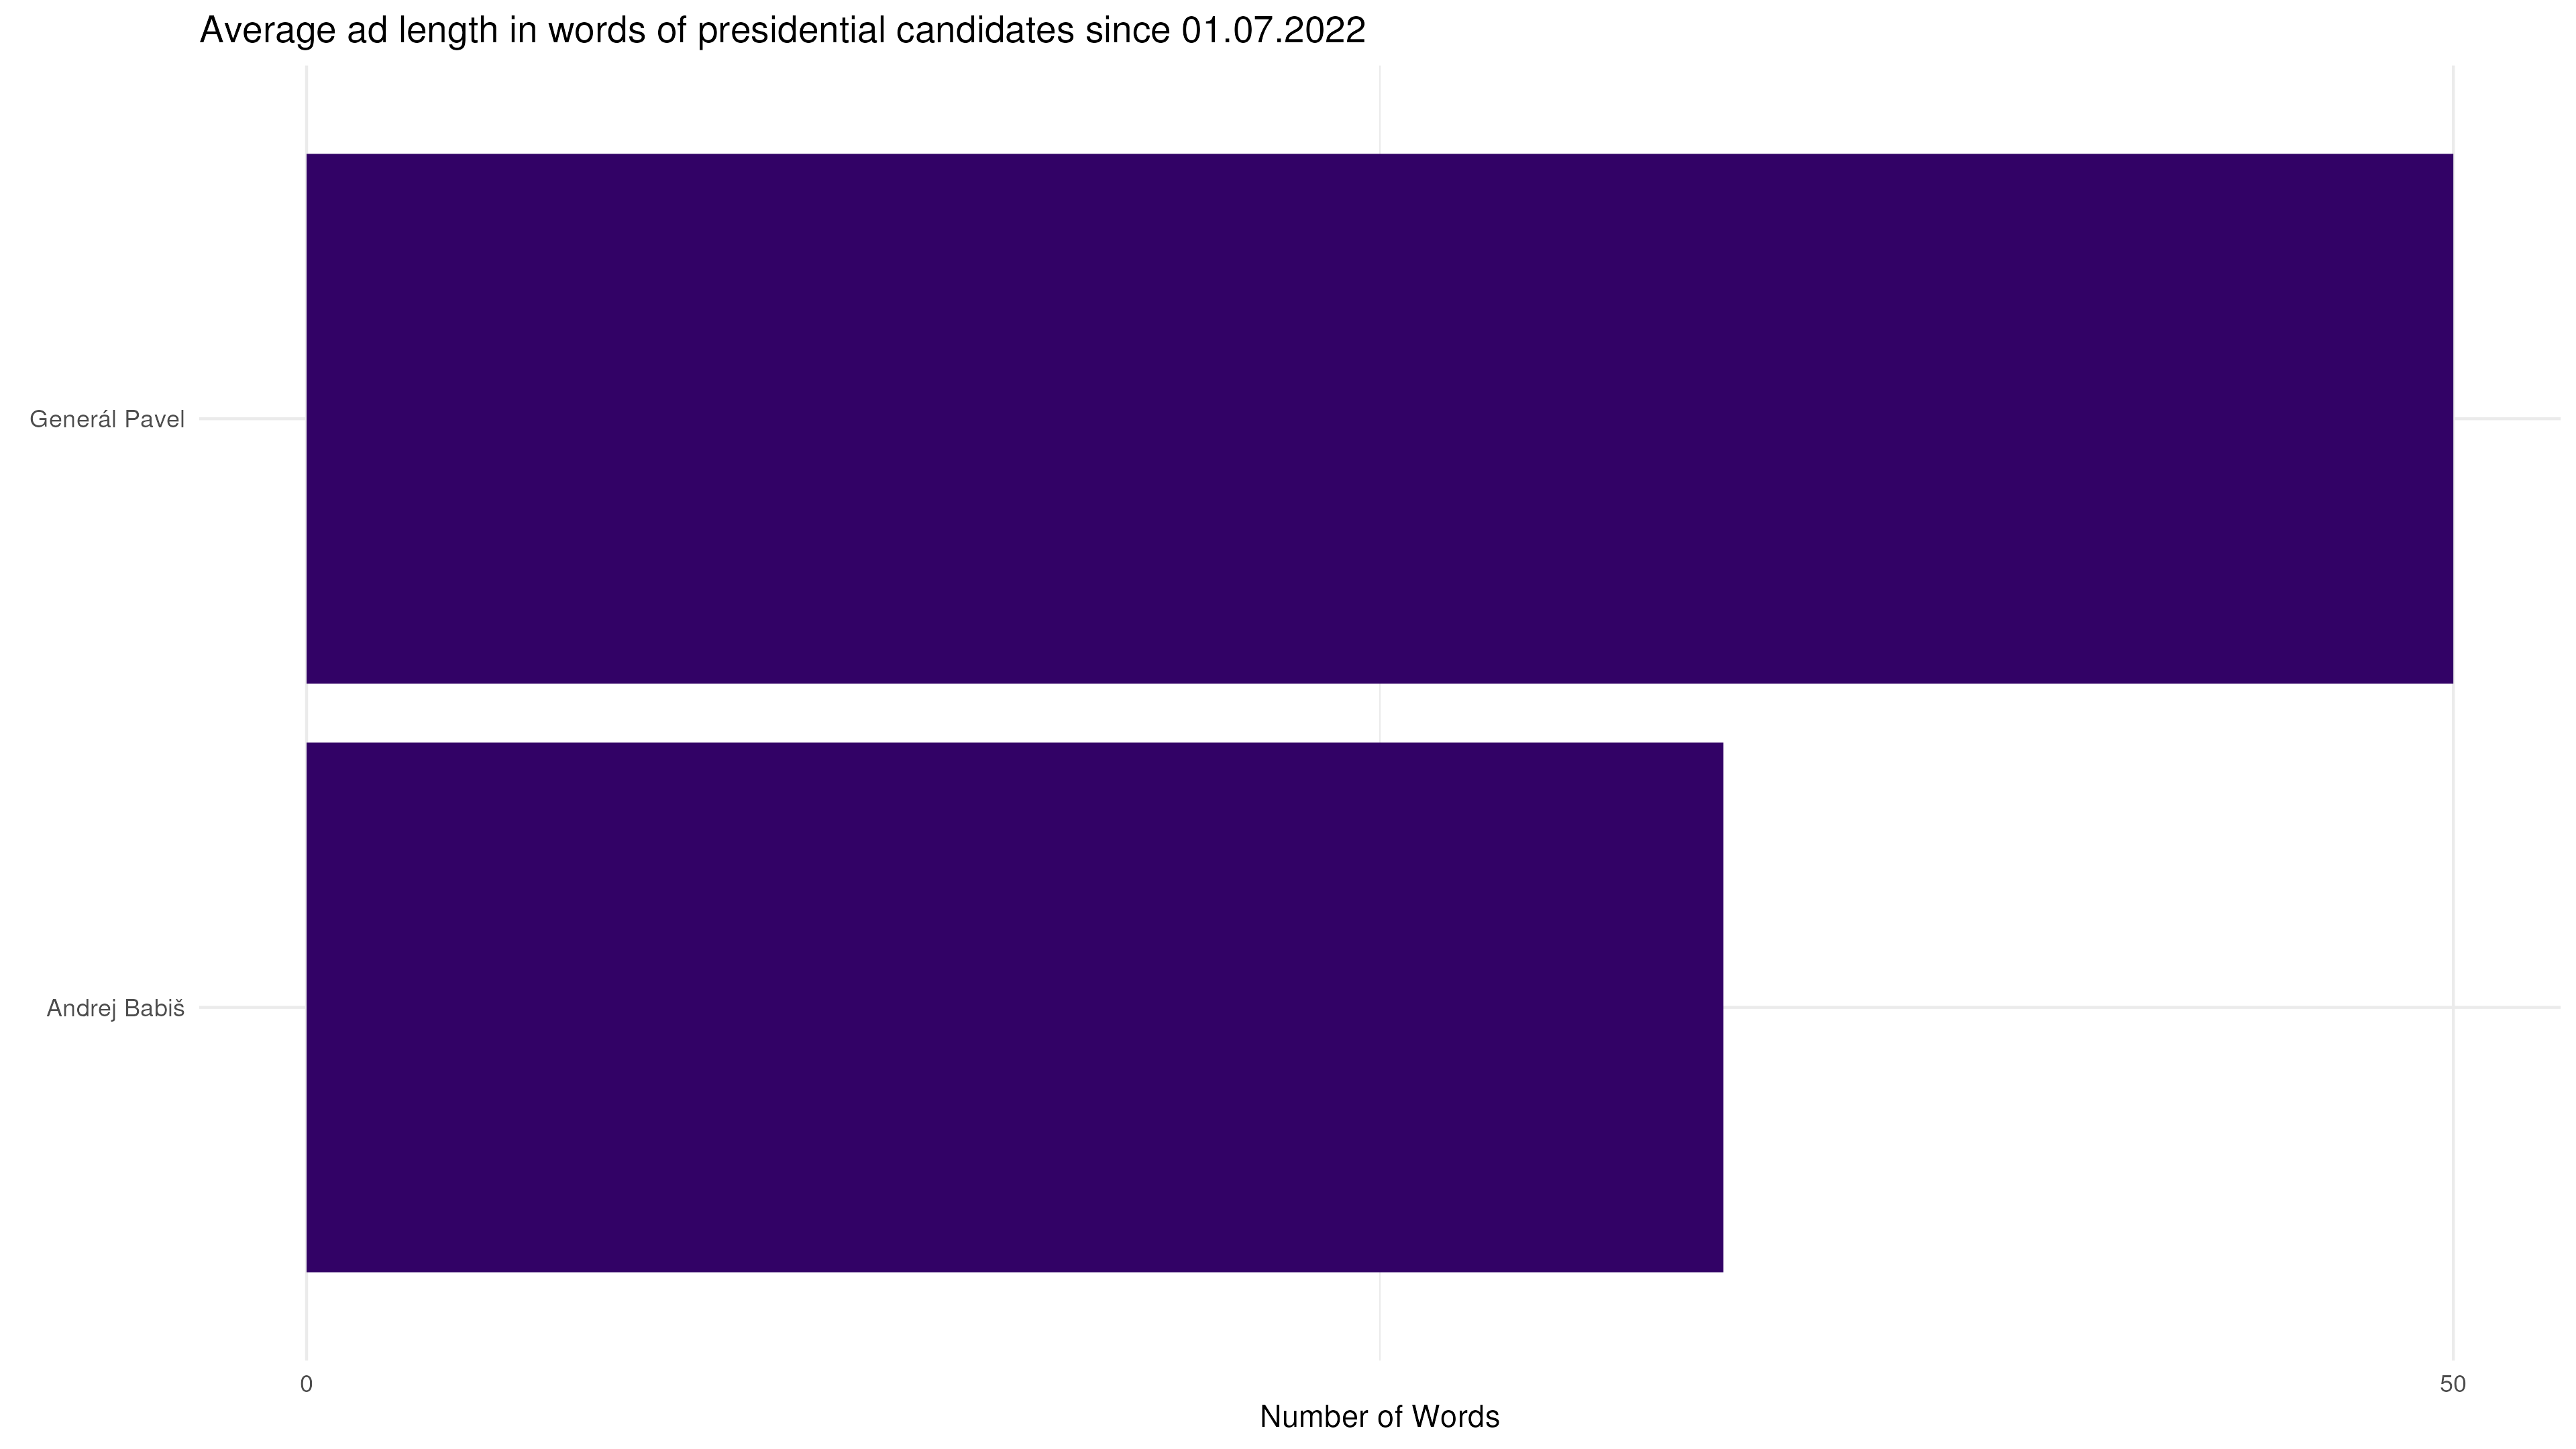 Average ad length in words of presidential candidates since 01.07.2022
Generál Pavel
Andrej Babiš
0
50
Number of Words